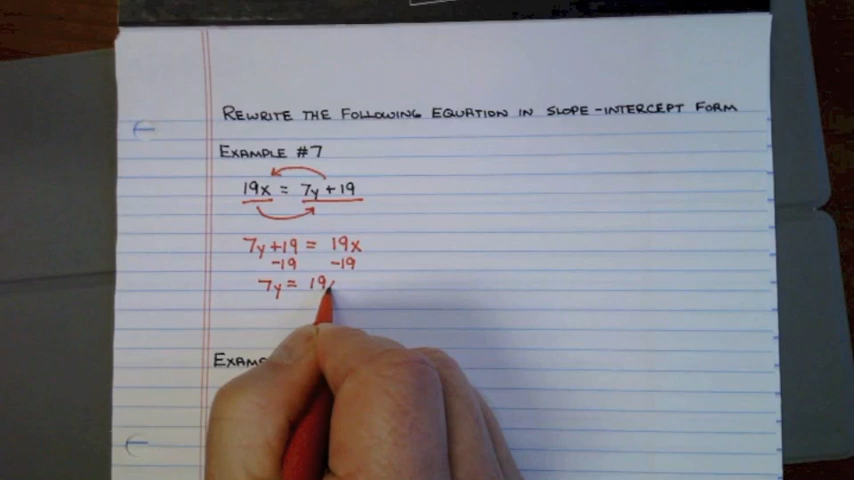 REWRITE THE FOLLOWING EQUATION IN SLOPE-INTERCEPT FORM
EXAMPLE #7
19x = 7y + 19
7y + 19 = 19x
-19 -19
7y = 19